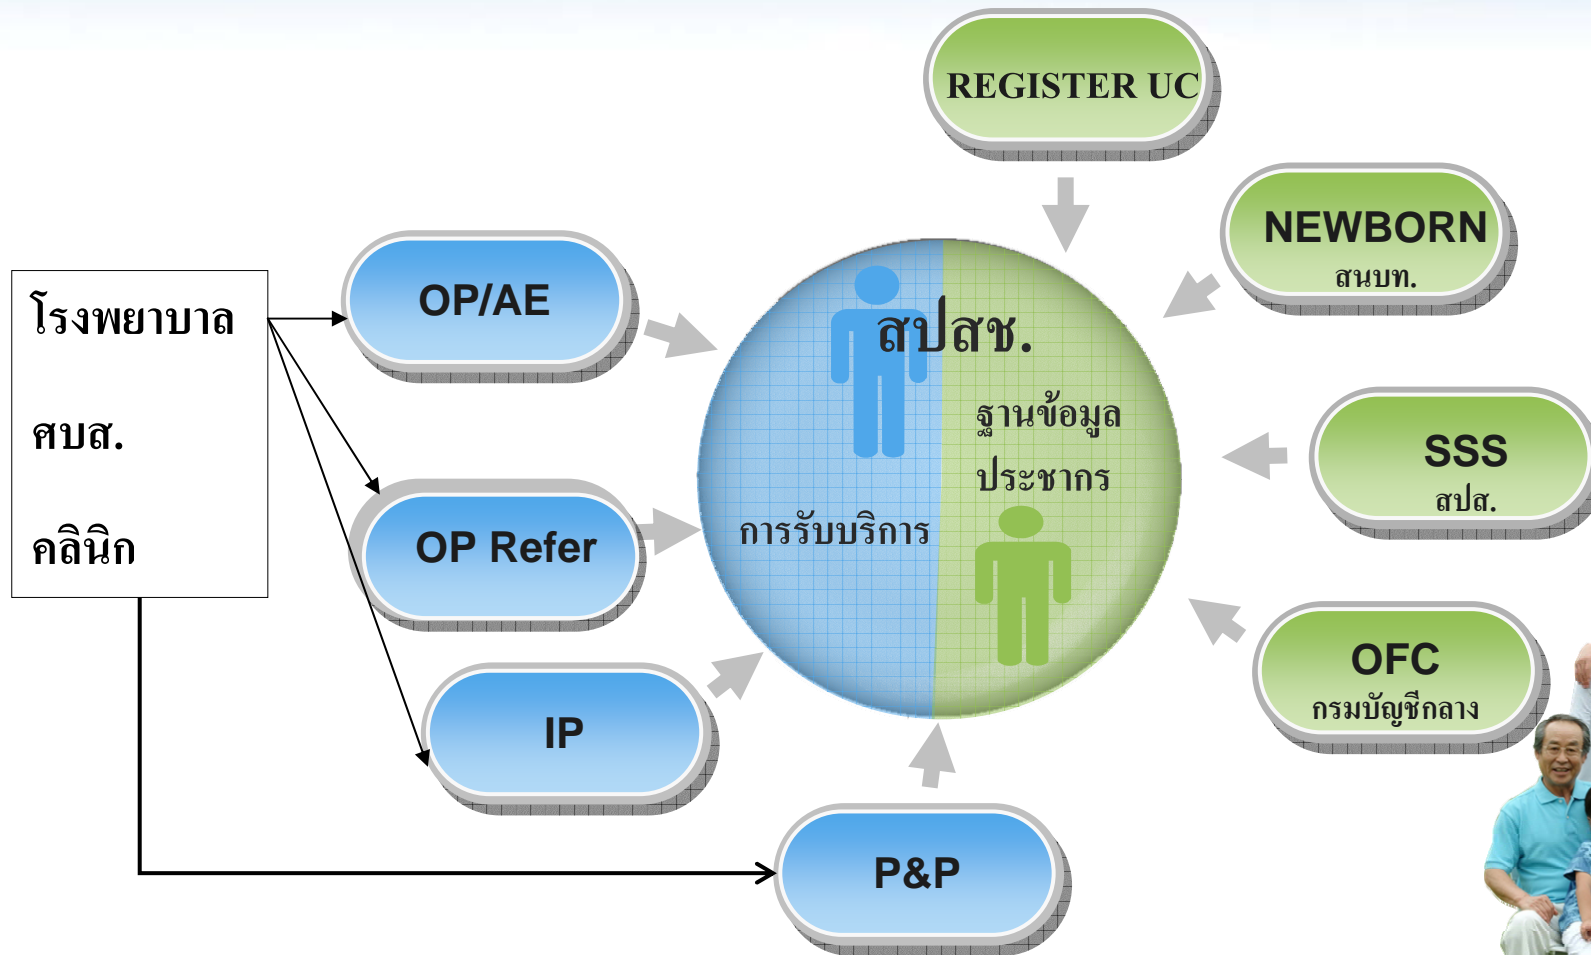 REGISTER UC
NEWBORN
สนบท.
โรงพยาบาล
ศบส.
คลินิก
OP/AE
สปสช.
ฐานข้อมูล
ประชากร
การรับบริการ
SSS
สปส.
OP Refer
IP
OFC
กรมบัญชีกลาง
P&P